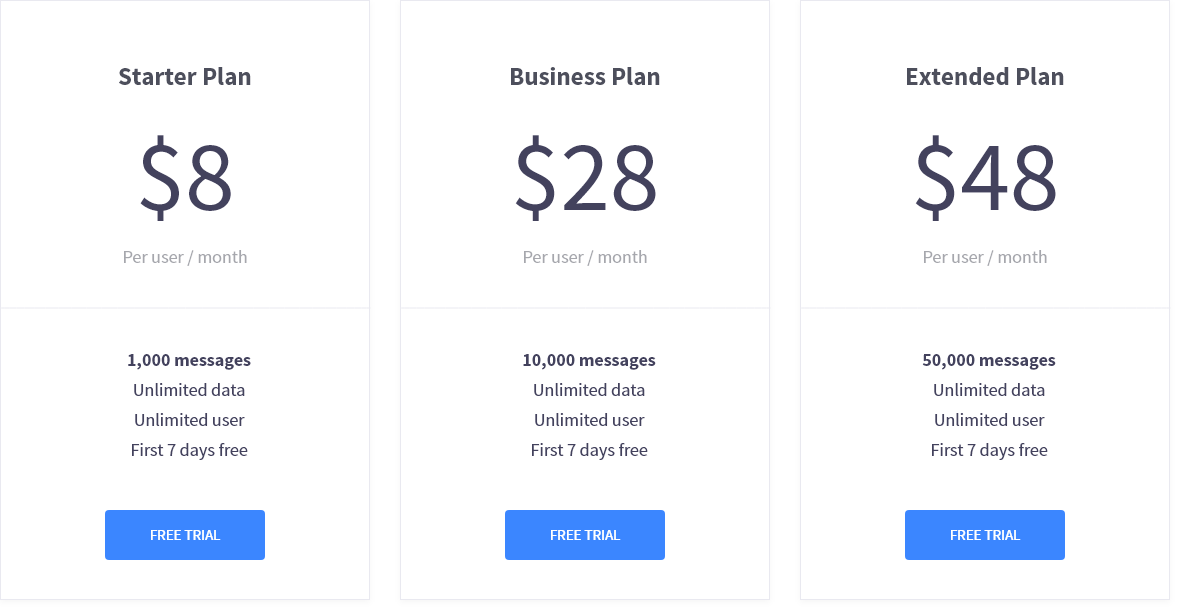 Starter Plan
$8
Per user / month
1,000 messages
Unlimited data
Unlimited user
First 7 days free
FREE TRIAL
Business Plan
$28
Per user / month
10,000 messages
Unlimited data
Unlimited user
First 7 days free
FREE TRIAL
Extended Plan
$48
Per user / month
50,000 messages
Unlimited data
Unlimited user
First 7 days free
FREE TRIAL